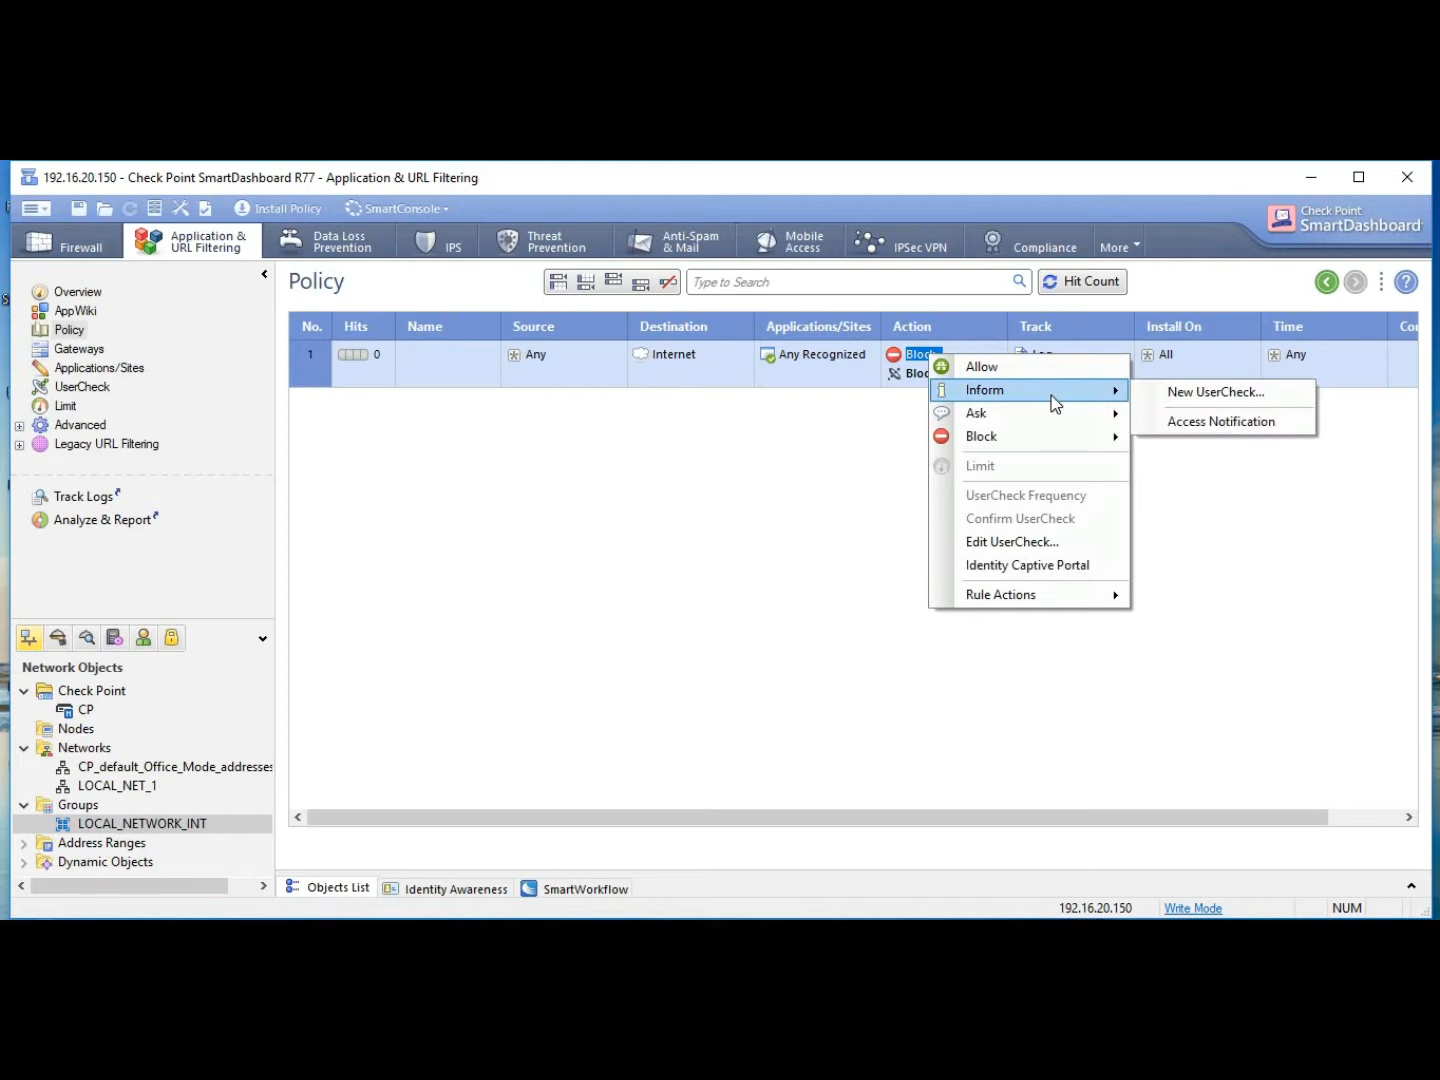 192.16.20.150 - Check Point SmartDashboard R77 - Application & URL Filtering
Install Policy
SmartConsole
Check Point
SmartDashboard
Firewall
Application &
URL Filtering
Data Loss
Prevention
IPS
Threat
Prevention
Anti-Spam
& Mail
Mobile
Access
IPSec VPN
Compliance
More
Overview
AppWiki
Policy
Gateways
Applications/Sites
UserCheck
Limit
Advanced
Legacy URL Filtering
Track Logs
Analyze & Report
Policy
Type to Search
Hit Count
No. Hits Name Source Destination Applications/Sites Action Track Install On Time
1 0 Any Internet Any Recognized Block All Any
Allow
Inform
Ask
Block
Limit
UserCheck Frequency
Confirm UserCheck
Edit UserCheck...
Identity Captive Portal
Rule Actions
New UserCheck...
Access Notification
Network Objects
Check Point
CP
Nodes
Networks
CP_default_Office_Mode_addresses
LOCAL_NET_1
Groups
LOCAL_NETWORK_INT
Address Ranges
Dynamic Objects
Objects List
Identity Awareness
SmartWorkflow
192.16.20.150
Write Mode
NUM